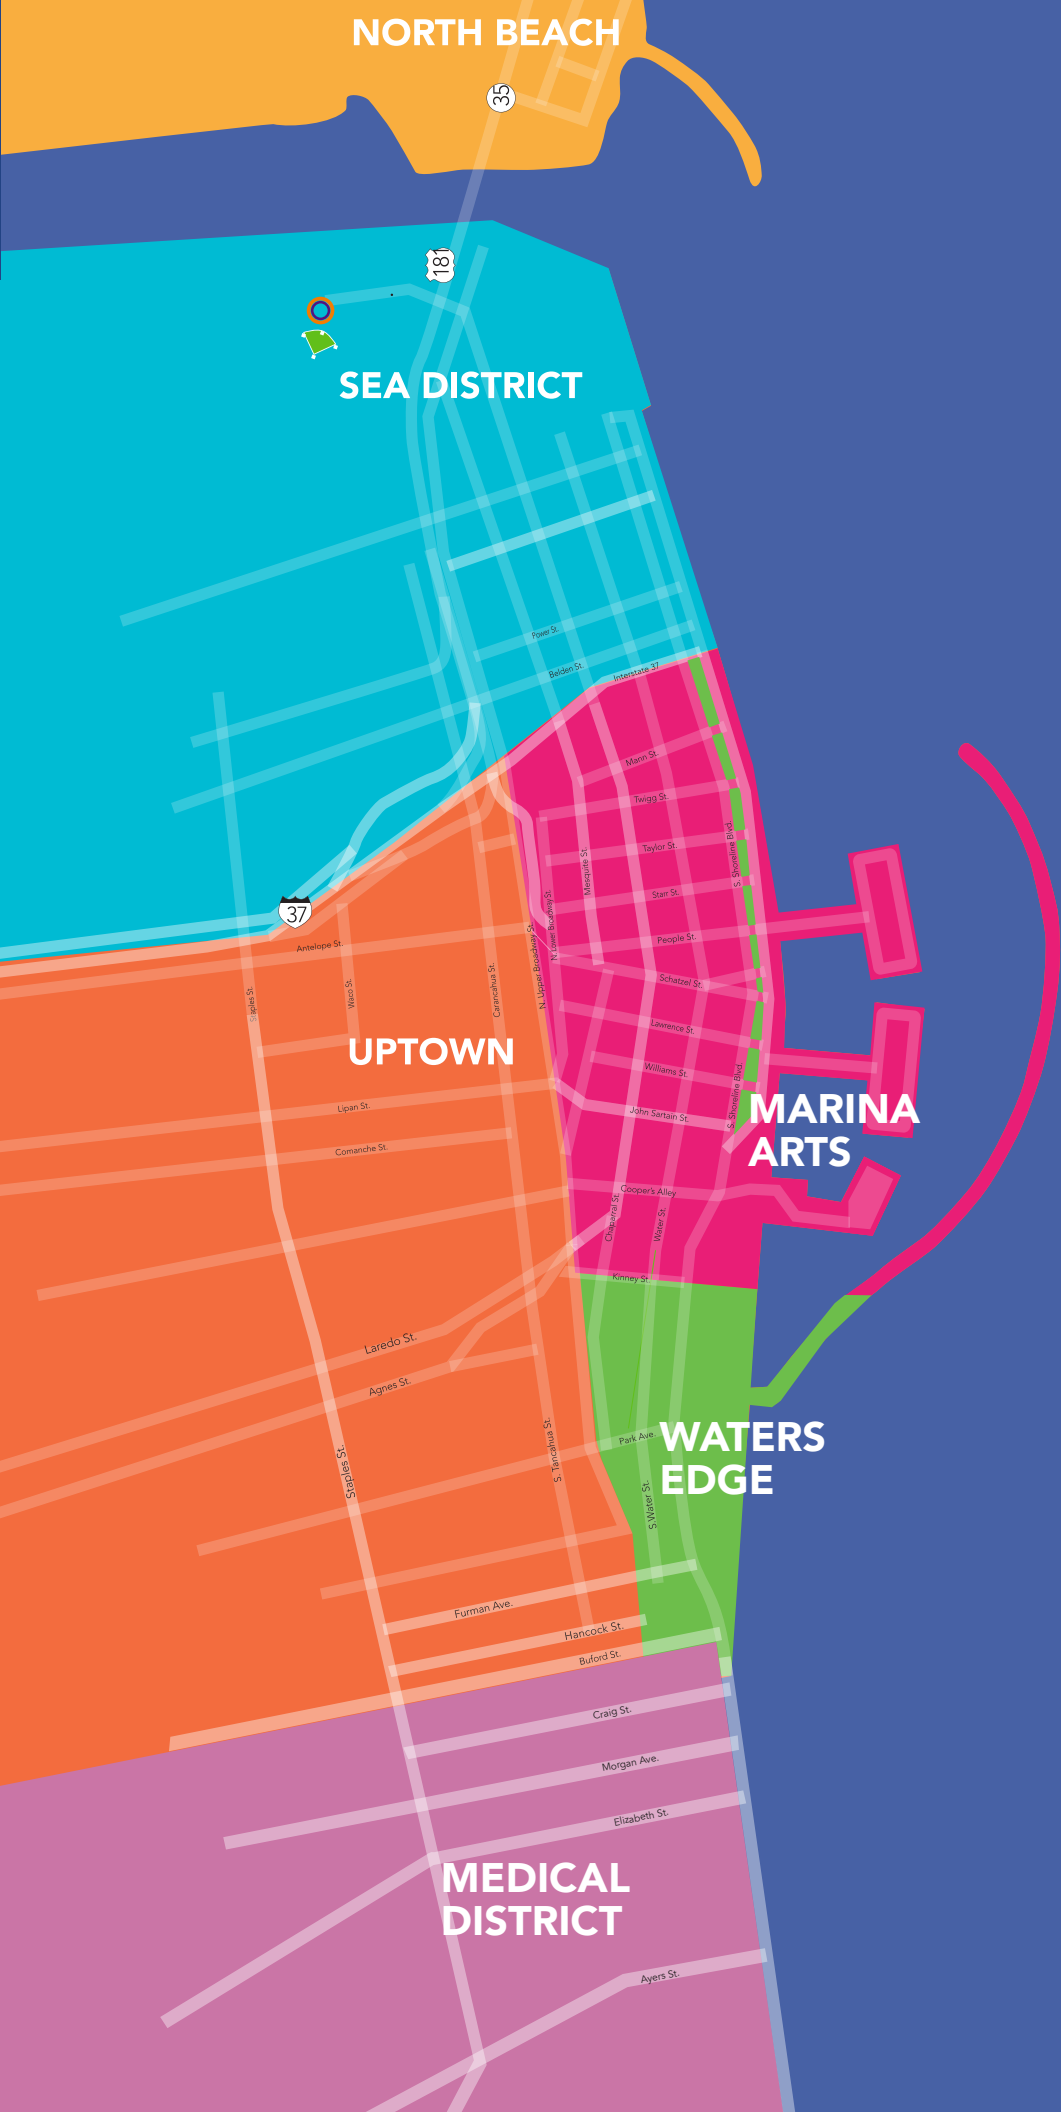 NORTH BEACH
35
181
SEA DISTRICT
Power St.
Belden St.
Interstate 37
Mann St.
Twigg St.
S. Shoreline Blvd.
Taylor St.
Mesquite St.
Starr St.
37
N. Lower Broadway St.
N. Upper Broadway St.
People St.
Antelope St.
Staples St.
Waco St.
Carancahua St.
Schatzel St.
Lawrence St.
UPTOWN
Williams St.
S. Shoreline Blvd.
MARINA
ARTS
Lipan St.
John Sartain St.
Comanche St.
Cooper's Alley
Chaparral St.
Water St.
Kinney St.
Laredo St.
Agnes St.
Staples St.
S. Tancahua St.
Park Ave.
WATERS
EDGE
S. Water St.
Furman Ave.
Hancock St.
Buford St.
Craig St.
Morgan Ave.
Elizabeth St.
MEDICAL
DISTRICT
Ayers St.